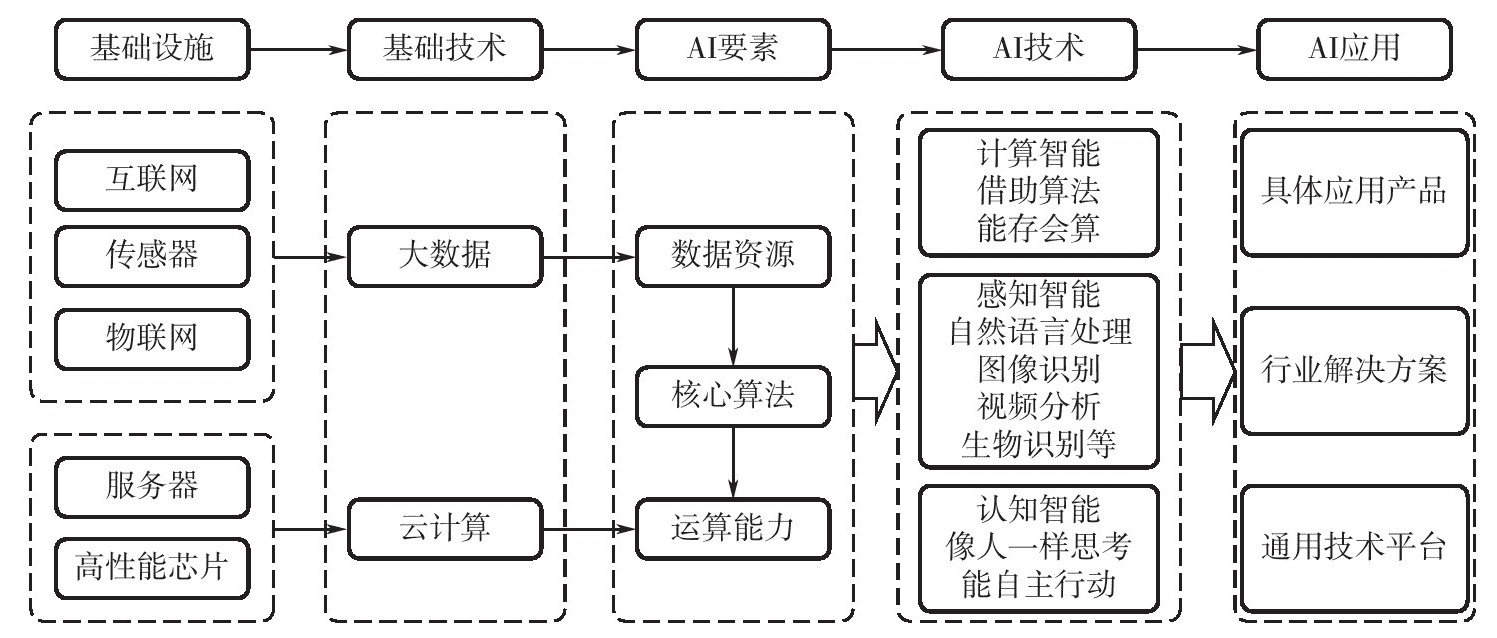 基础设施
基础技术
AI要素
AI技术
AI应用
互联网
传感器
物联网
服务器
高性能芯片
大数据
云计算
数据资源
核心算法
运算能力
计算智能
借助算法
能存会算
感知智能
自然语言处理
图像识别
视频分析
生物识别等
认知智能
像人一样思考
能自主行动
具体应用产品
行业解决方案
通用技术平台